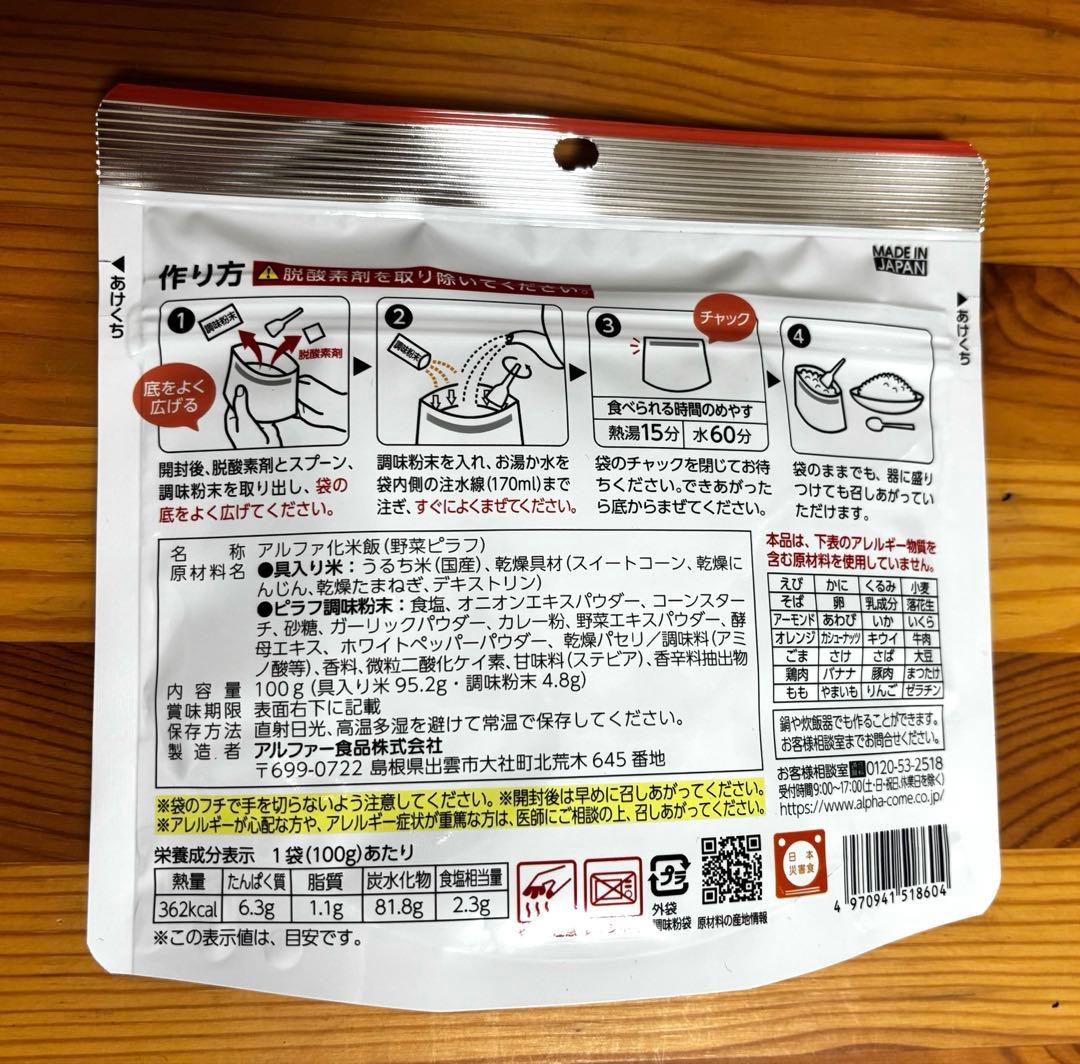 MADE IN
JAPAN
◀あけくち
▶あけくち
作り方 ⚠脱酸素剤を取り除いてください。
1
調味粉末
脱酸素剤
底をよく
広げる
開封後、脱酸素剤とスプーン、
調味粉末を取り出し、袋の
底をよく広げてください。
2
調味粉末
調味粉末を入れ、お湯か水を
袋内側の注水線(170ml)まで
注ぎ、すぐによくまぜてください。
3
チャック
食べられる時間のめやす
熱湯15分 水60分
袋のチャックを閉じてお待
ちください。できあがった
ら底からまぜてください。
4
袋のままでも、器に盛り
つけても召しあがってい
ただけます。
名称 アルファ化米飯(野菜ピラフ)
原材料名 ●具入り米:うるち米(国産)、乾燥具材(スイートコーン、乾燥に
んじん、乾燥たまねぎ、デキストリン)
●ピラフ調味粉末:食塩、オニオンエキスパウダー、コーンスター
チ、砂糖、ガーリックパウダー、カレー粉、野菜エキスパウダー、酵
母エキス、ホワイトペッパーパウダー、乾燥パセリ/調味料(アミ
ノ酸等)、香料、微粒二酸化ケイ素、甘味料(ステビア)、香辛料抽出物
内容量 100g(具入り米 95.2g・調味粉末 4.8g)
賞味期限 表面右下に記載
保存方法 直射日光、高温多湿を避けて常温で保存してください。
製造者 アルファー食品株式会社
〒699-0722 島根県出雲市大社町北荒木 645 番地
本品は、下表のアレルギー物質を
含む原材料を使用していません。
えび かに くるみ 小麦
そば 卵 乳成分 落花生
アーモンド あわび いか いくら
オレンジ カシューナッツ キウイ 牛肉
ごま さけ さば 大豆
鶏肉 バナナ 豚肉 まつたけ
もも やまいも りんご ゼラチン
鍋や炊飯器でも作ることができます。
お客様相談室までお問合せください。
お客様相談室 0120-53-2518
受付時間9:00~17:00(土・日・祝日、休業日を除く)
https://www.alpha-come.co.jp/
※袋のフチで手を切らないよう注意してください。※開封後は早めに召しあがってください。
※アレルギーが心配な方や、アレルギー症状が重篤な方は、医師にご相談の上、召しあがってください。
栄養成分表示 1袋(100g)あたり
熱量 たんぱく質 脂質 炭水化物 食塩相当量
362kcal 6.3g 1.1g 81.8g 2.3g
※この表示値は、目安です。
プラ
外袋
調味粉袋
原材料の産地情報
日本
災害食
4 970941 518604